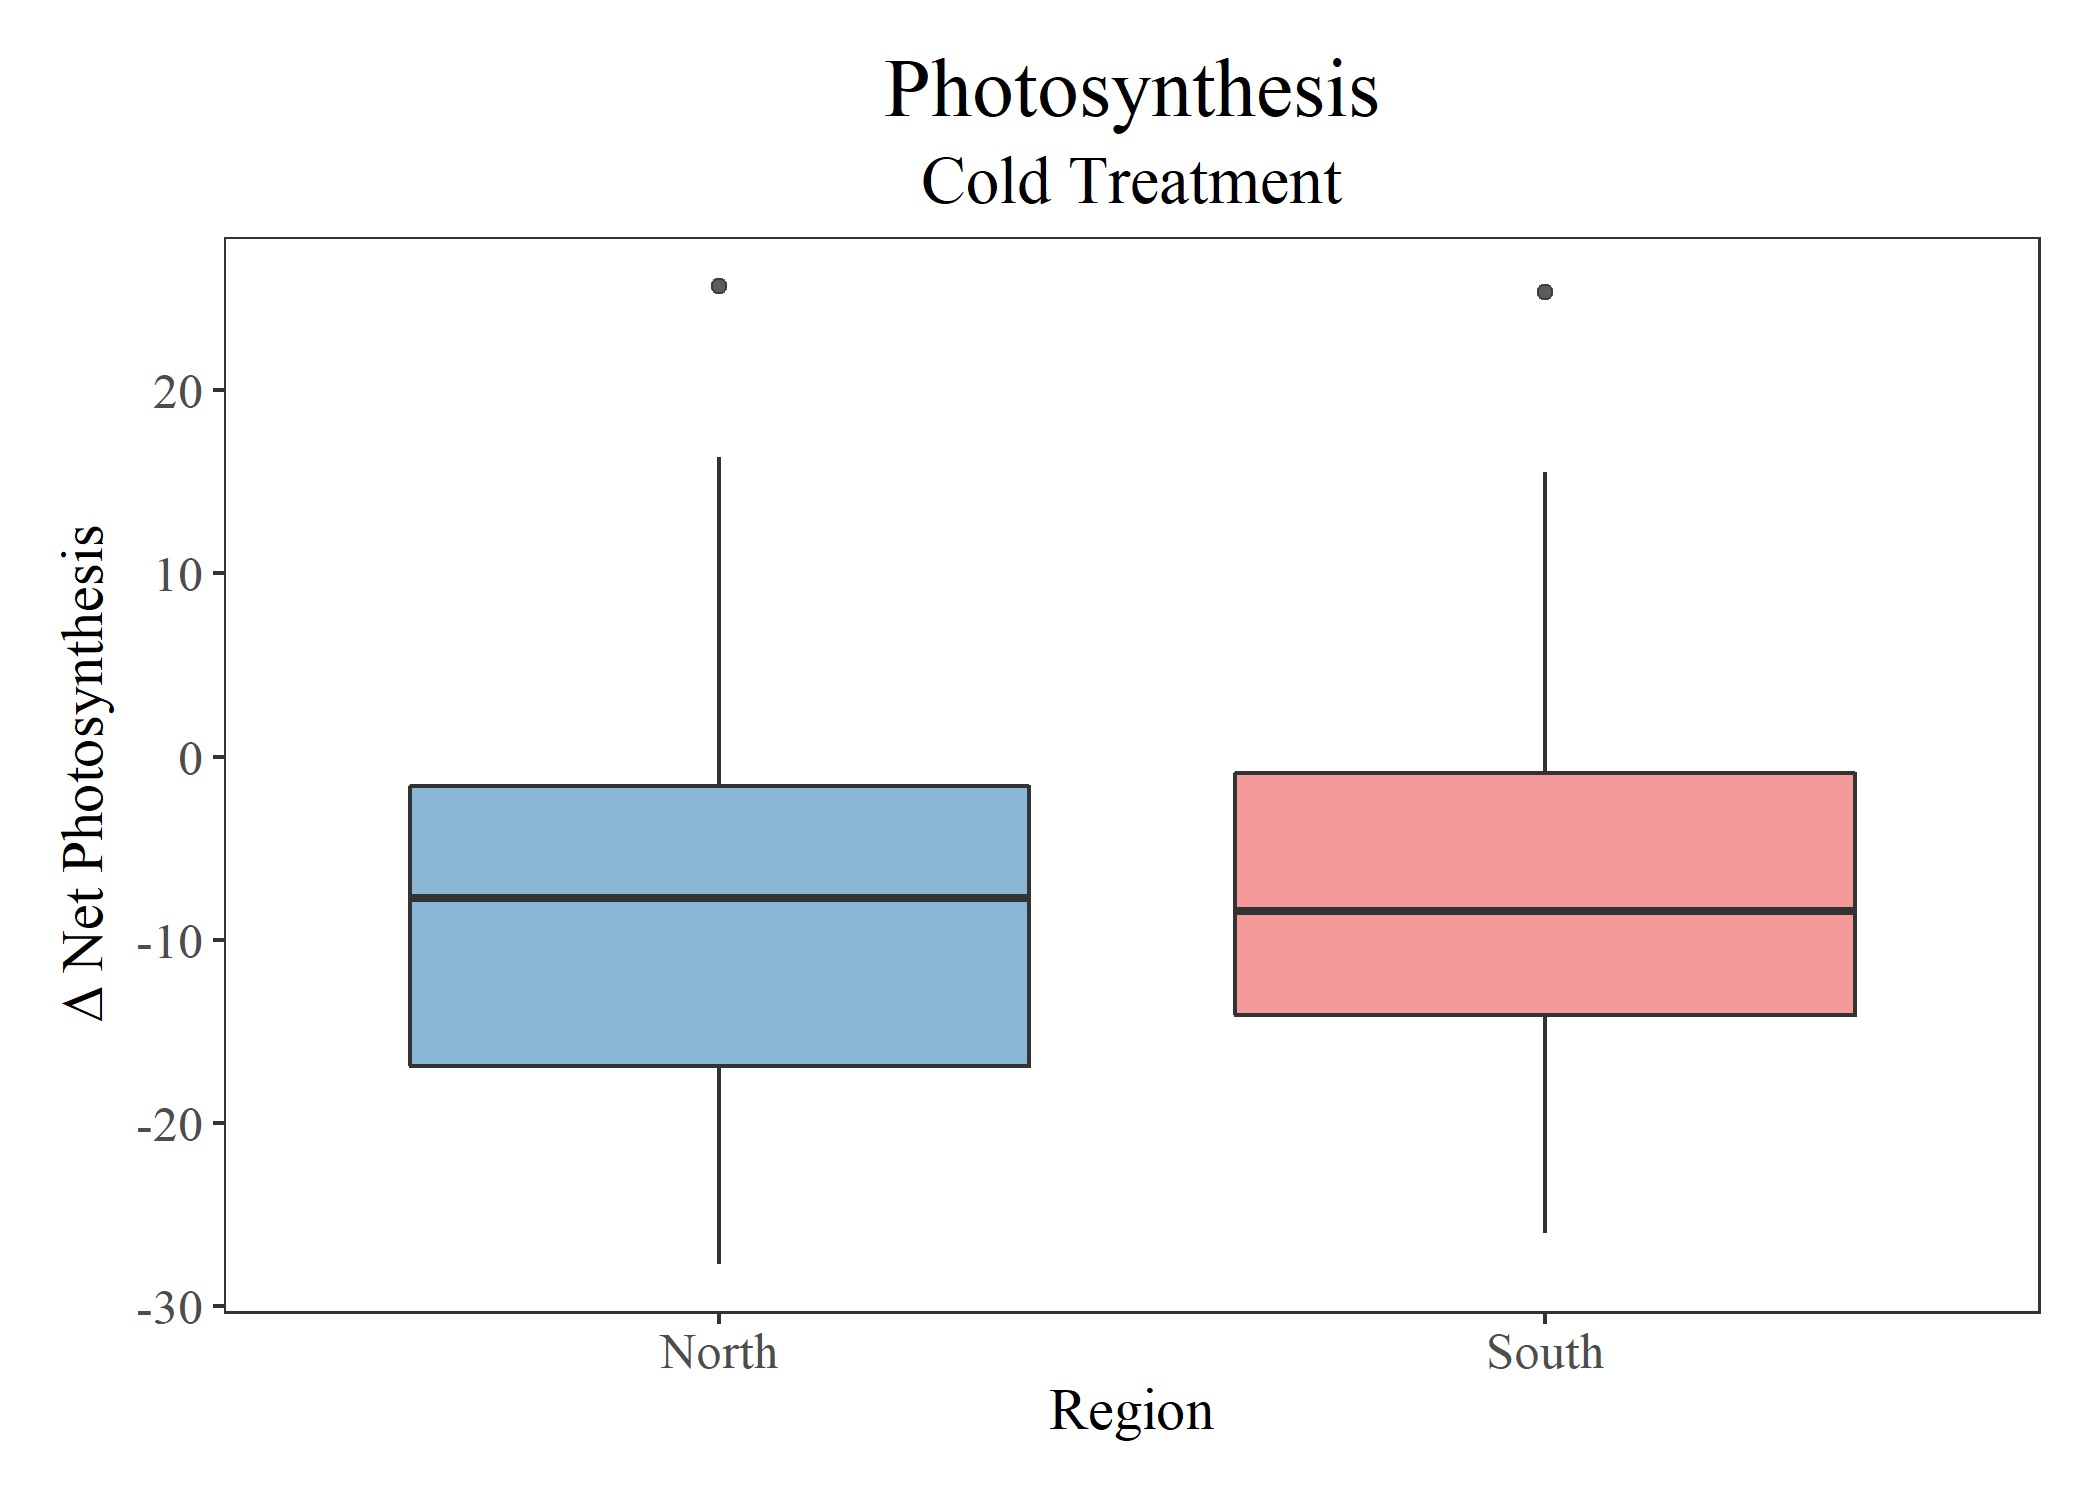 Photosynthesis
Cold Treatment
Δ Net Photosynthesis
20
10
0
-10
-20
-30
North
South
Region